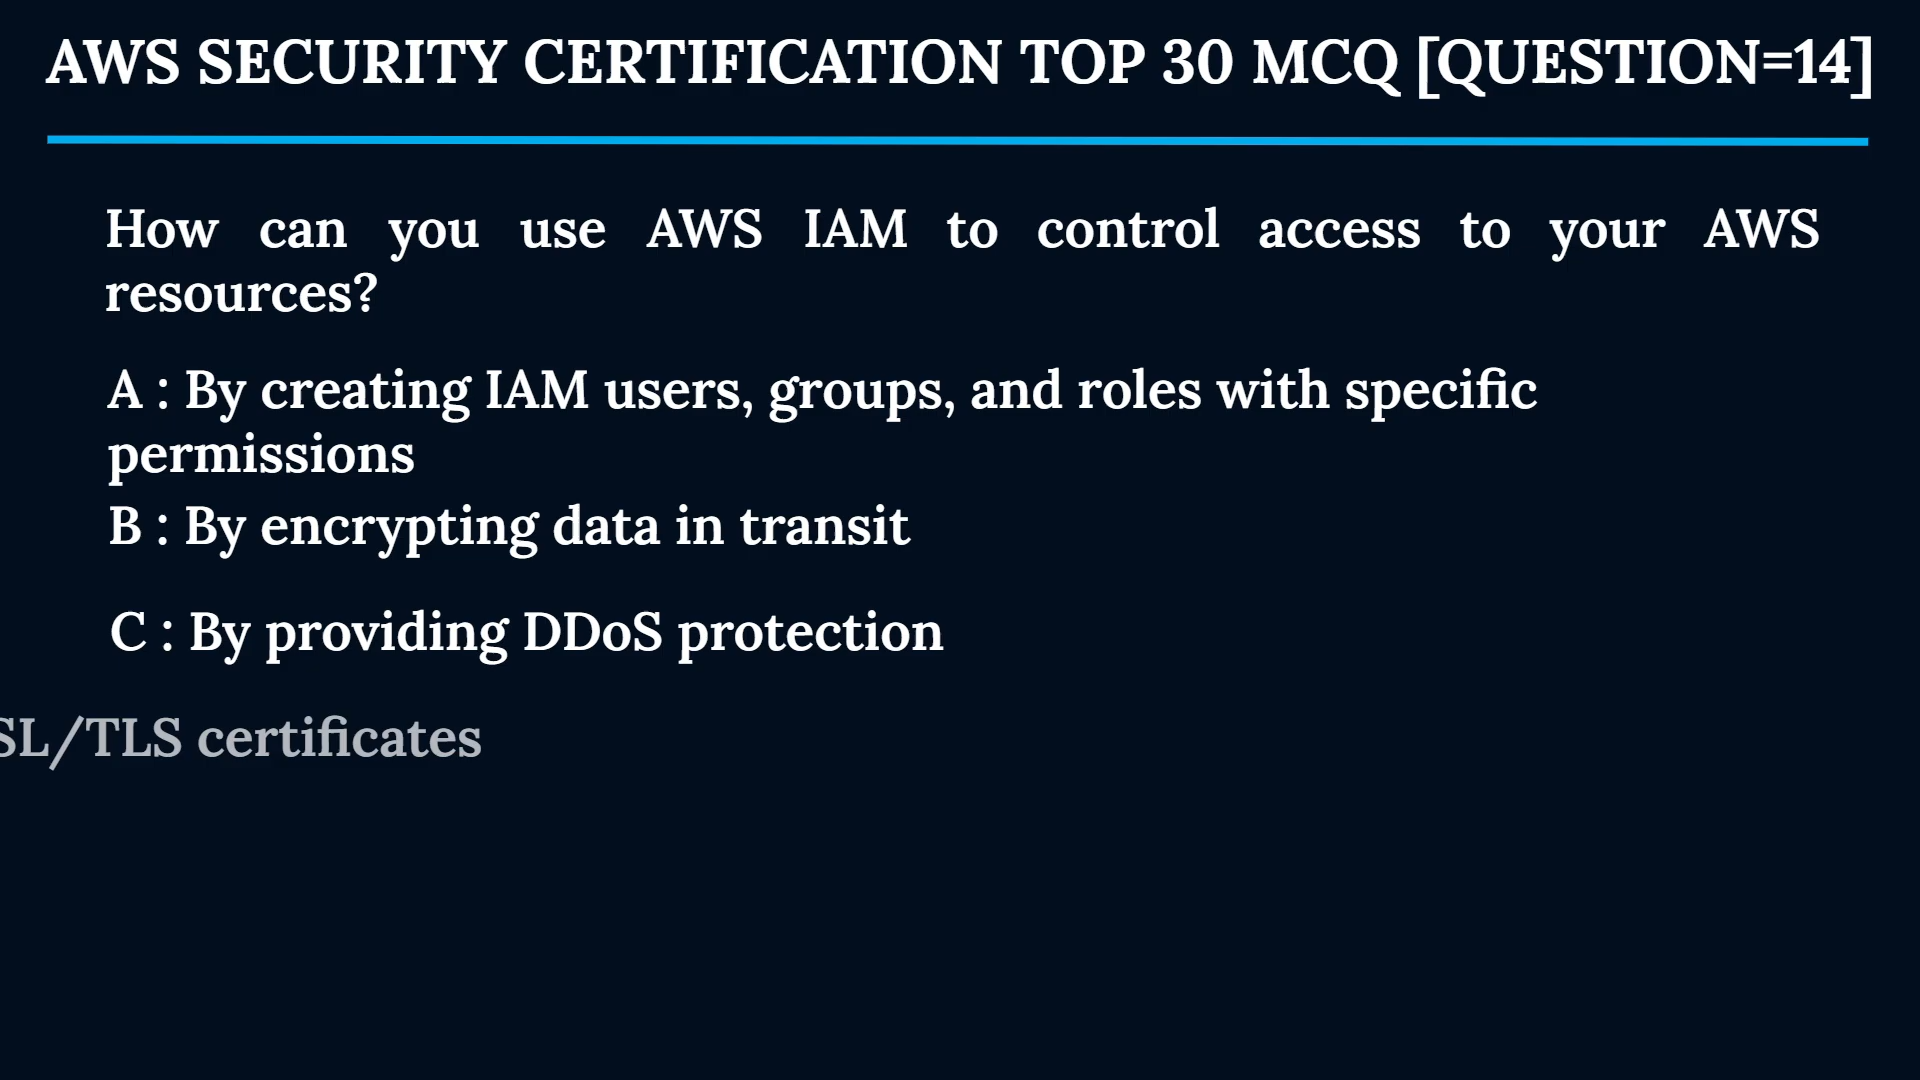 AWS SECURITY CERTIFICATION TOP 30 MCQ [QUESTION=14]
How can you use AWS IAM to control access to your AWS
resources?
A : By creating IAM users, groups, and roles with specific
permissions
B : By encrypting data in transit
C : By providing DDoS protection
SL/TLS certificates